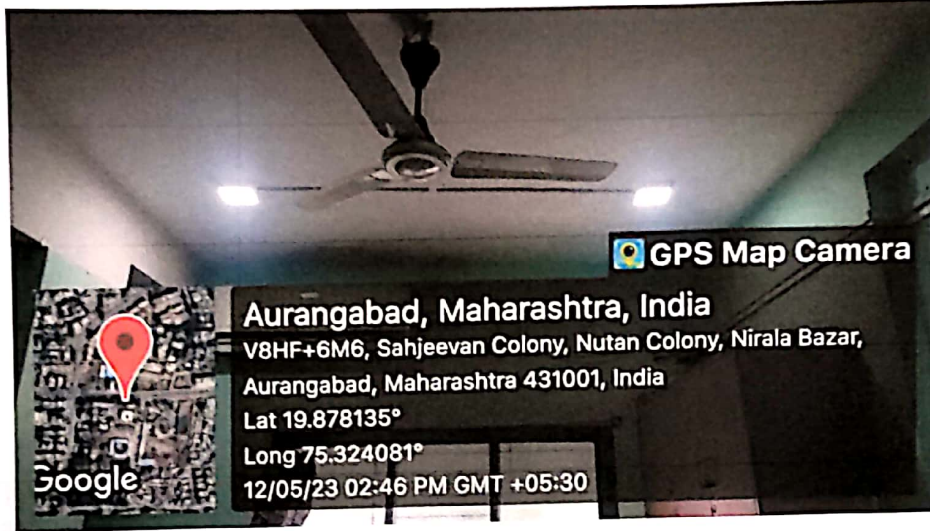 GPS Map Camera
Aurangabad, Maharashtra, India
V8HF+6M6, Sahjeevan Colony, Nutan Colony, Nirala Bazar,
Aurangabad, Maharashtra 431001, India
Lat 19.878135°
Long 75.324081°
12/05/23 02:46 PM GMT +05:30
Google